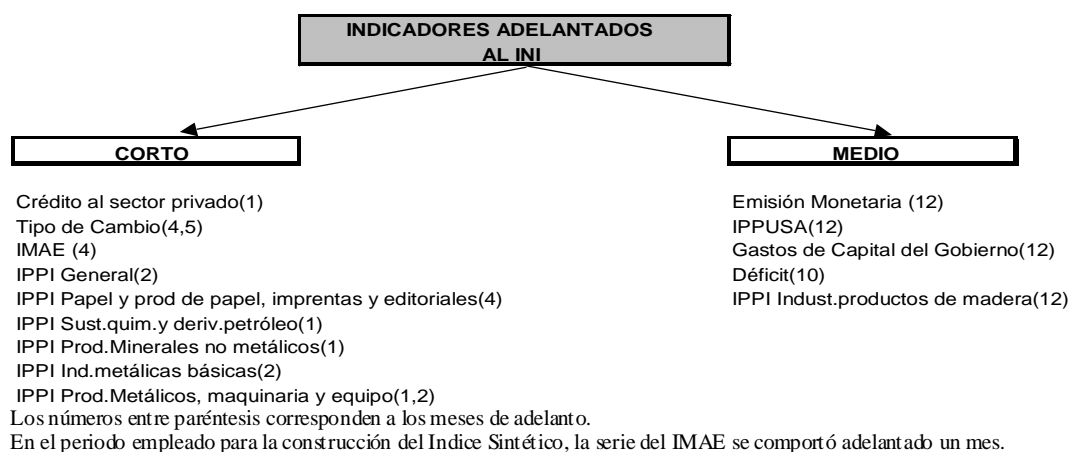 INDICADORES ADELANTADOS
AL INI
CORTO
Crédito al sector privado(1)
Tipo de Cambio(4,5)
IMAE (4)
IPPI General(2)
IPPI Papel y prod de papel, imprentas y editoriales(4)
IPPI Sust.quim.y deriv.petróleo(1)
IPPI Prod.Minerales no metálicos(1)
IPPI Ind.metálicas básicas(2)
IPPI Prod.Metálicos, maquinaria y equipo(1,2)
MEDIO
Emisión Monetaria (12)
IPPUSA(12)
Gastos de Capital del Gobierno(12)
Déficit(10)
IPPI Indust.productos de madera(12)
Los números entre paréntesis corresponden a los meses de adelanto.
En el periodo empleado para la construcción del Indice Sintético, la serie del IMAE se comportó adelantado un mes.